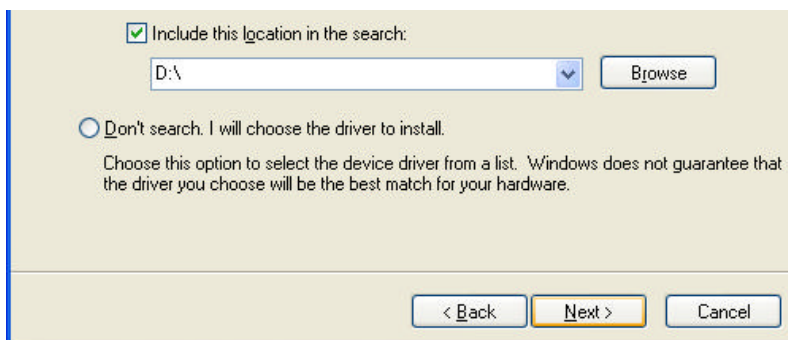 Include this location in the search:
D:\
Browse
Don't search. I will choose the driver to install.
Choose this option to select the device driver from a list. Windows does not guarantee that
the driver you choose will be the best match for your hardware.
< Back
Next >
Cancel